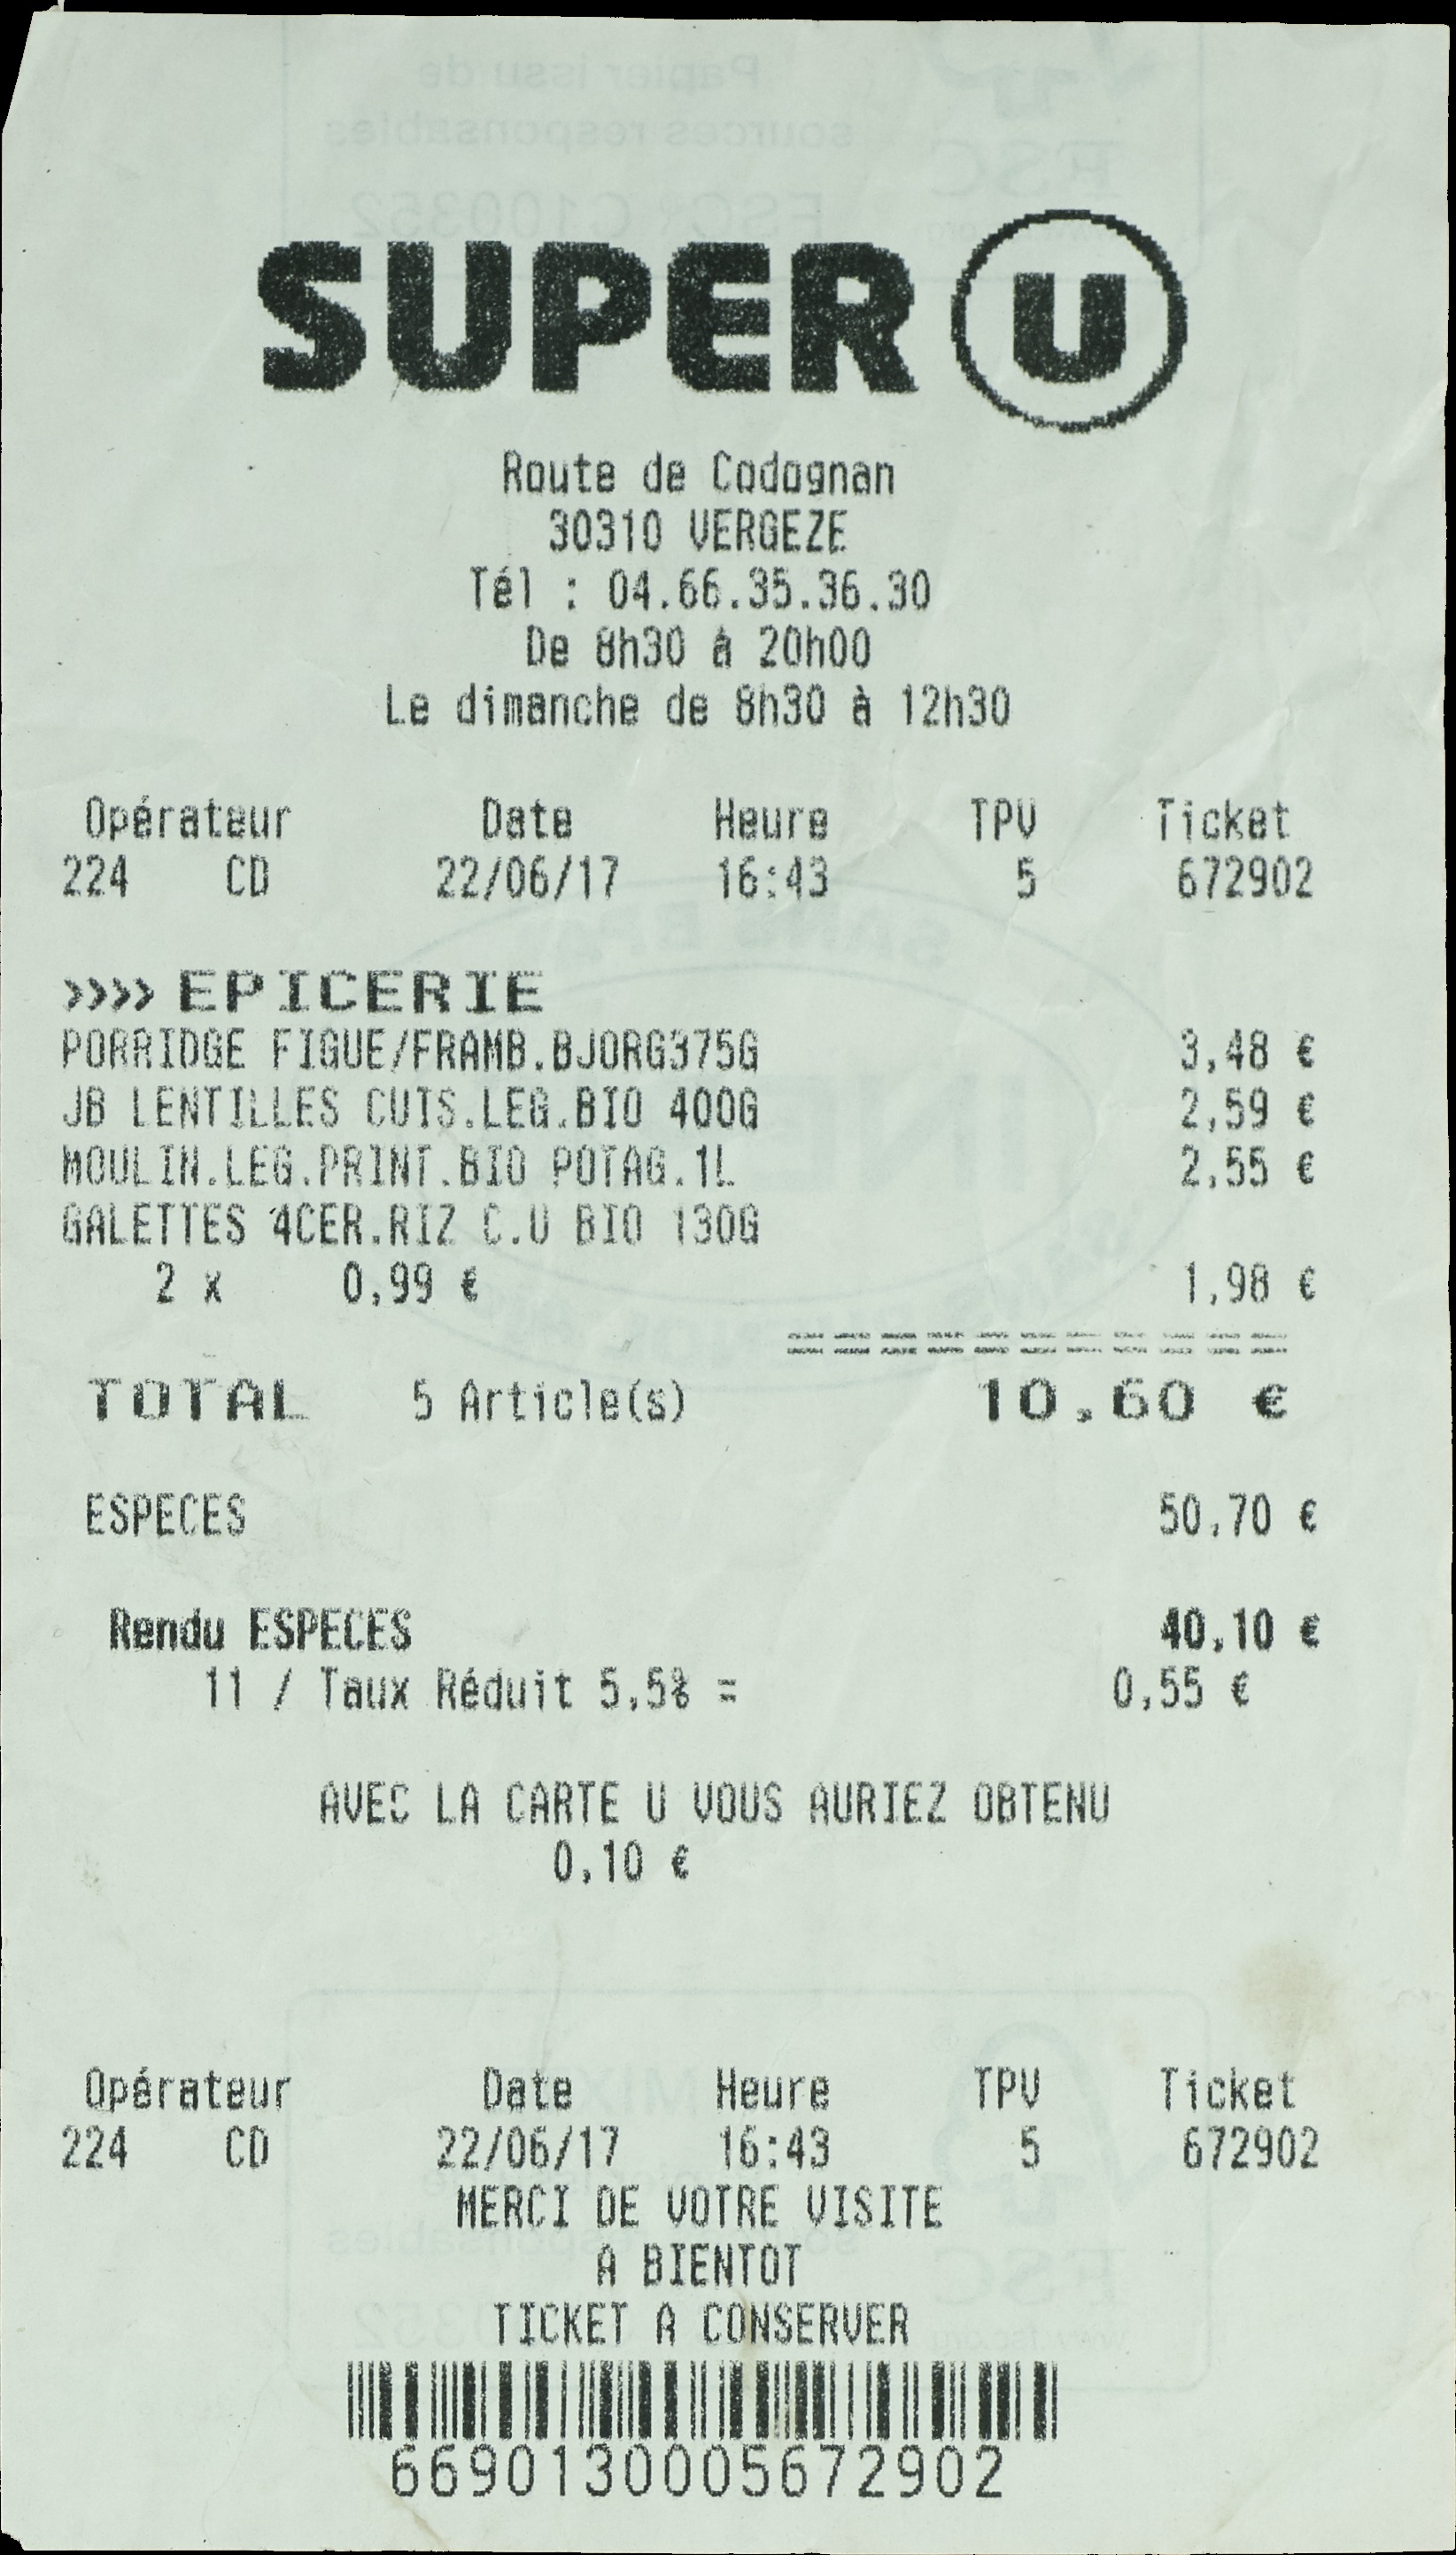 SUPER U
Route de Codognan
30310 VERGEZE
Tél : 04.66.35.36.30
De 8h30 à 20h00
Le dimanche de 8h30 à 12h30
Opérateur Date Heure TPV Ticket
224 CD 22/06/17 16:43 5 672902
>>>> EPICERIE
PORRIDGE FIGUE/FRAMB.BJORG375G 3,48 €
JB LENTILLES CUIS.LEG.BIO 400G 2,59 €
MOULIN.LEG.PRINT.BIO POTAG.1L 2,55 €
GALETTES 4CER.RIZ C.U BIO 130G
2 x 0,99 € 1,98 €
===========
TOTAL 5 Article(s) 10,60 €
ESPECES 50,70 €
Rendu ESPECES 40,10 €
11 / Taux Réduit 5,5% = 0,55 €
AVEC LA CARTE U VOUS AURIEZ OBTENU
0,10 €
Opérateur Date Heure TPV Ticket
224 CD 22/06/17 16:43 5 672902
MERCI DE VOTRE VISITE
A BIENTOT
TICKET A CONSERVER
6690130005672902